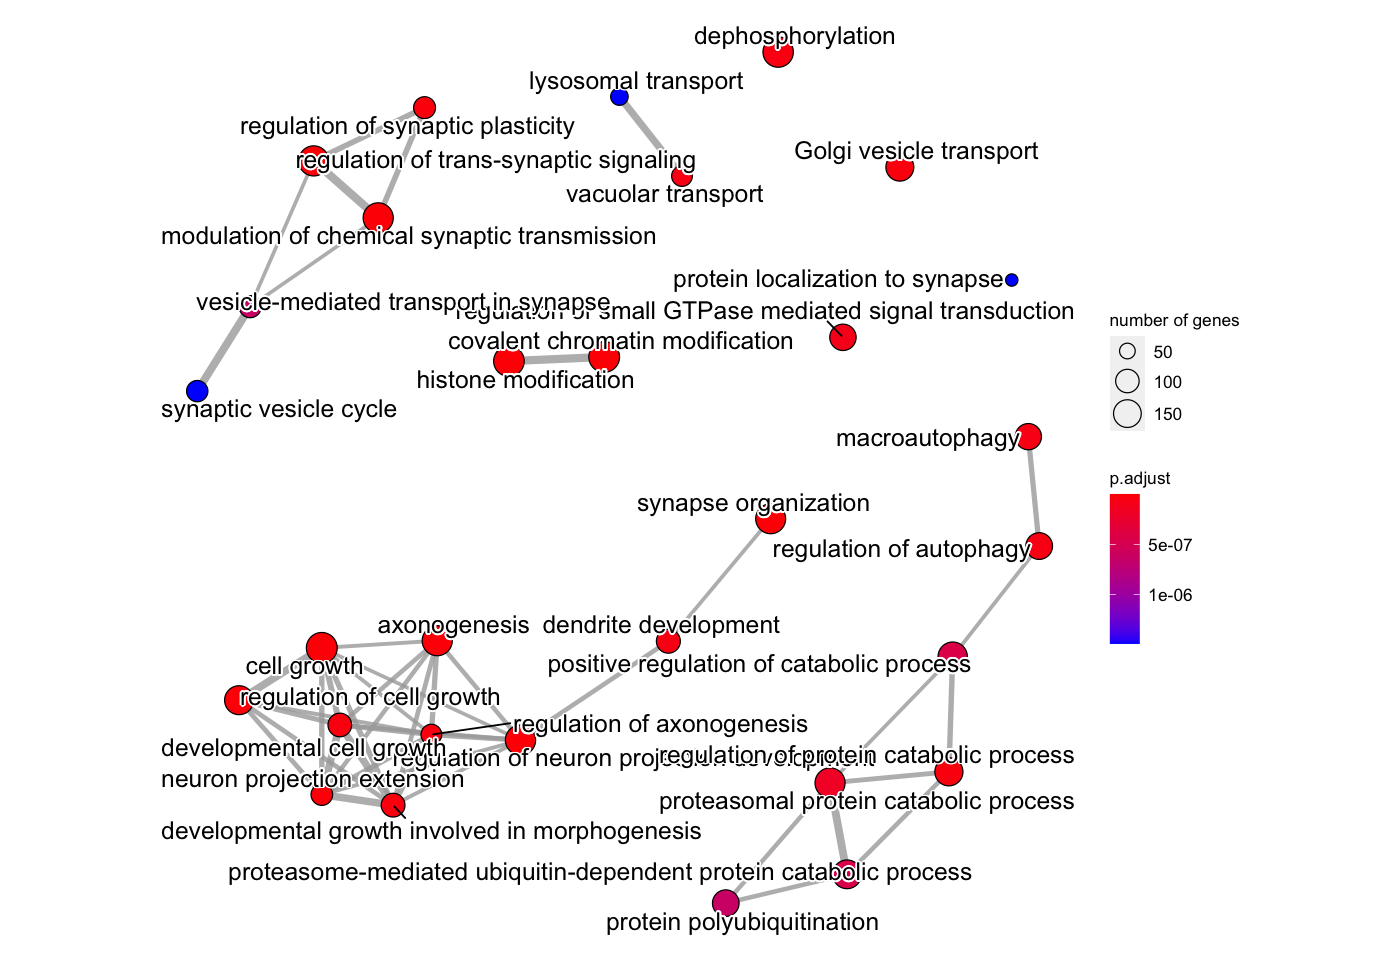 dephosphorylation
lysosomal transport
regulation of synaptic plasticity
Golgi vesicle transport
regulation of trans-synaptic signaling
vacuolar transport
modulation of chemical synaptic transmission
protein localization to synapse
vesicle-mediated transport in synapse
regulation of small GTPase mediated signal transduction
number of genes
covalent chromatin modification
50
histone modification
100
synaptic vesicle cycle
150
macroautophagy
p.adjust
synapse organization
5e-07
regulation of autophagy
1e-06
axonogenesis
dendrite development
cell growth
positive regulation of catabolic process
regulation of cell growth
regulation of axonogenesis
developmental cell growth
regulation of neuron projection development
regulation of protein catabolic process
neuron projection extension
proteasomal protein catabolic process
developmental growth involved in morphogenesis
proteasome-mediated ubiquitin-dependent protein catabolic process
protein polyubiquitination